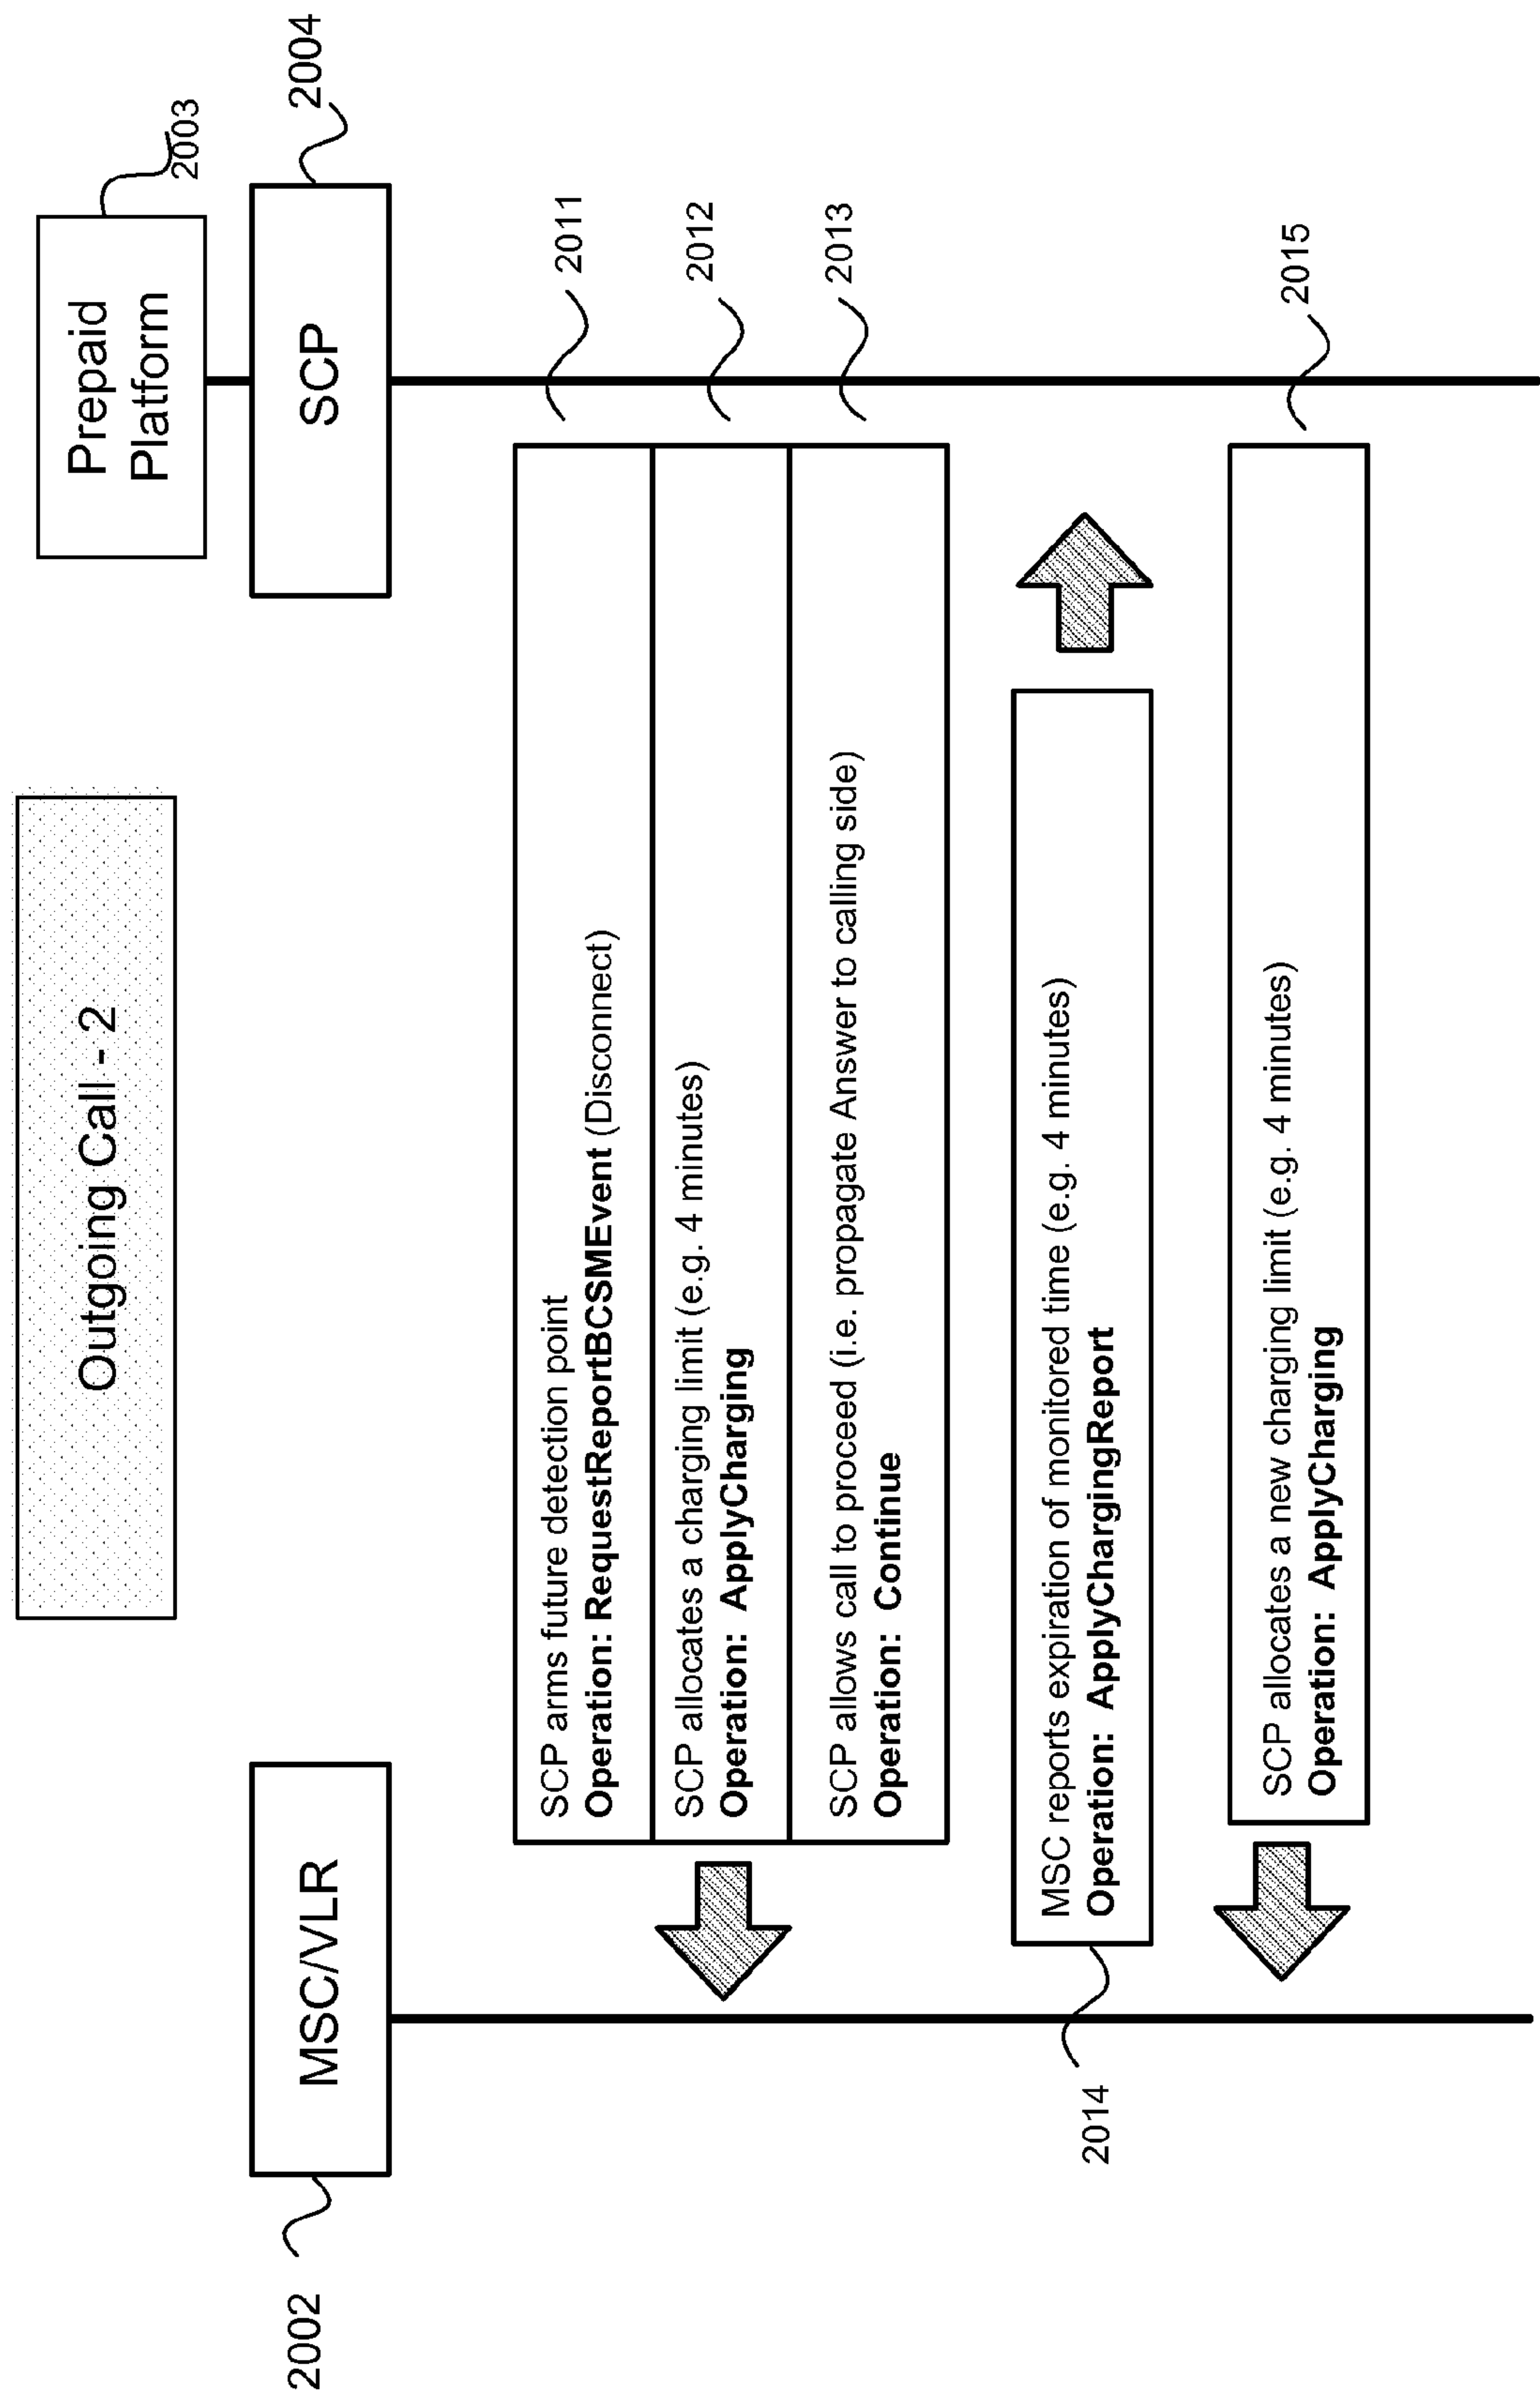 Outgoing Call - 2
Prepaid
Platform
2003
2002
MSC/VLR
SCP
2004
SCP arms future detection point
Operation: RequestReportBCSMEvent (Disconnect)
2011
SCP allocates a charging limit (e.g. 4 minutes)
Operation: ApplyCharging
2012
SCP allows call to proceed (i.e. propagate Answer to calling side)
Operation: Continue
2013
MSC reports expiration of monitored time (e.g. 4 minutes)
Operation: ApplyChargingReport
2014
SCP allocates a new charging limit (e.g. 4 minutes)
Operation: ApplyCharging
2015